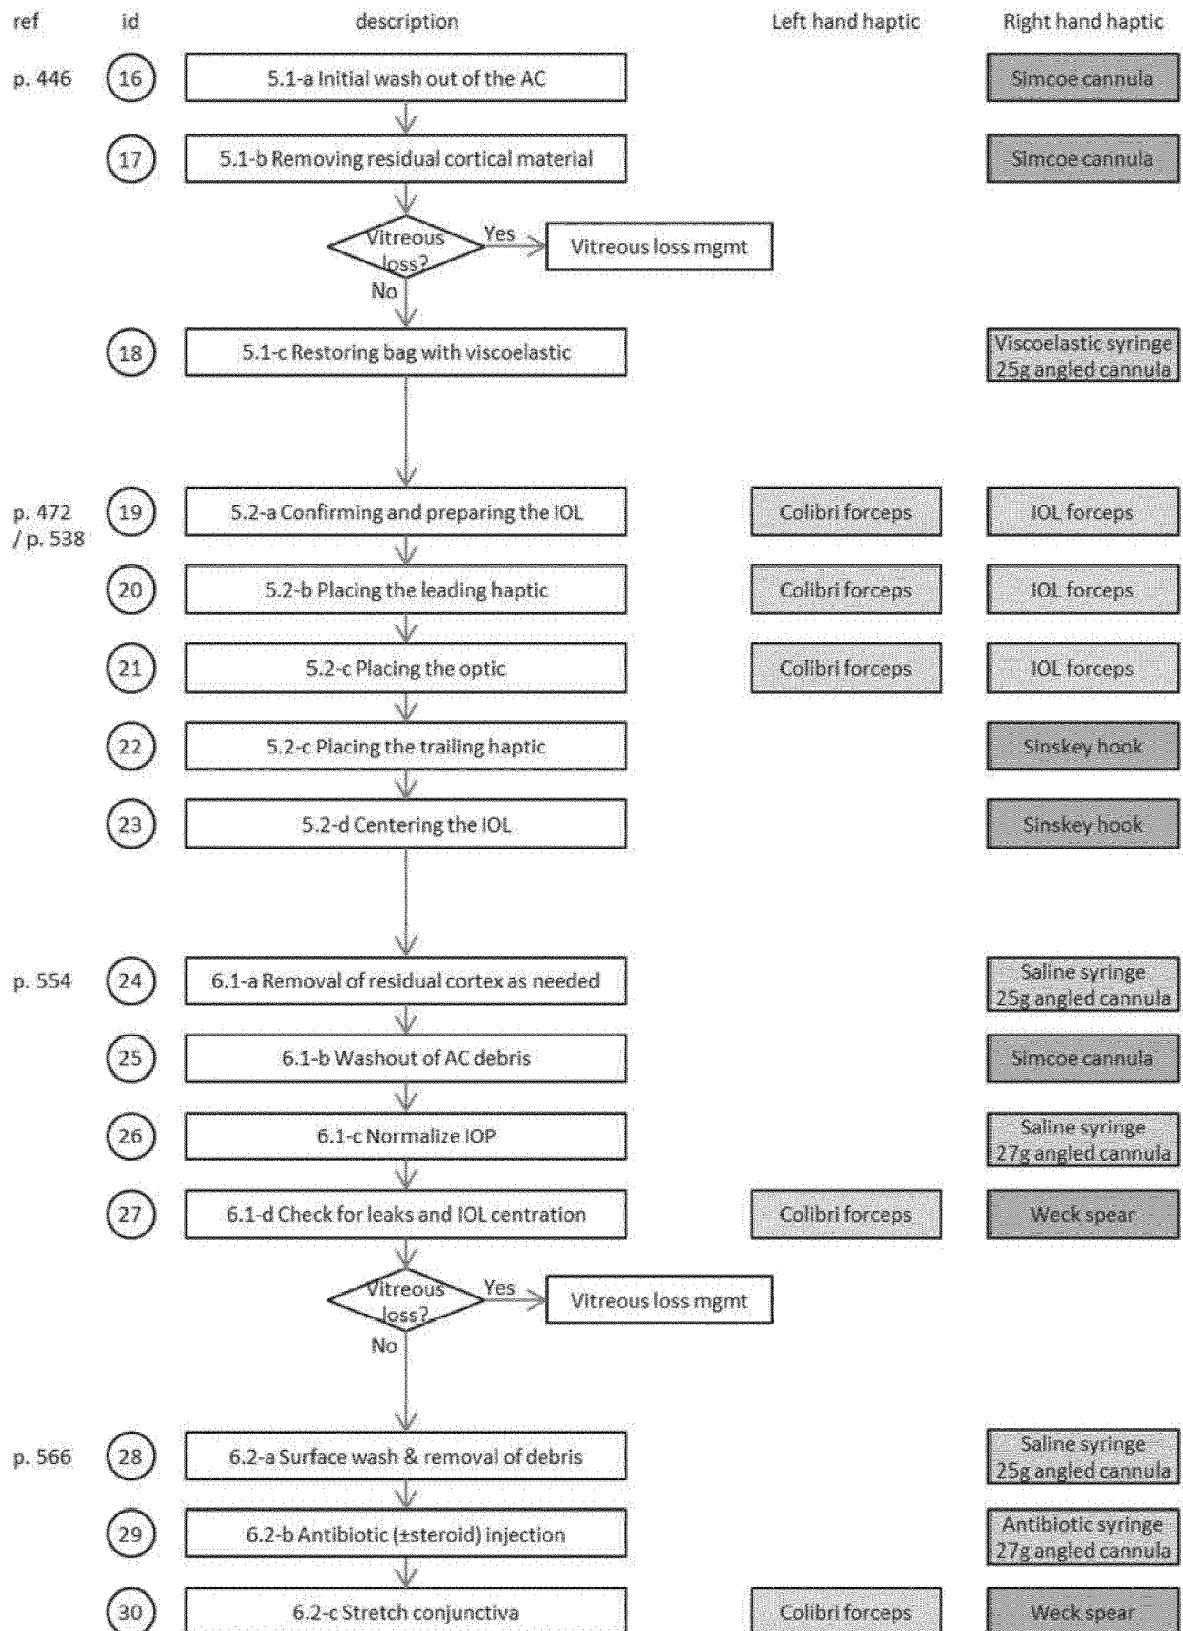 ref id description Left hand haptic Right hand haptic
p. 446 16 5.1-a Initial wash out of the AC Simcoe cannula
17 5.1-b Removing residual cortical material Simcoe cannula
Vitreous
loss?
Yes
Vitreous loss mgmt
No
18 5.1-c Restoring bag with viscoelastic Viscoelastic syringe
25g angled cannula
p. 472
/ p. 538
19 5.2-a Confirming and preparing the IOL Colibri forceps IOL forceps
20 5.2-b Placing the leading haptic Colibri forceps IOL forceps
21 5.2-c Placing the optic Colibri forceps IOL forceps
22 5.2-c Placing the trailing haptic Sinskey hook
23 5.2-d Centering the IOL Sinskey hook
p. 554 24 6.1-a Removal of residual cortex as needed Saline syringe
25g angled cannula
25 6.1-b Washout of AC debris Simcoe cannula
26 6.1-c Normalize IOP Saline syringe
27g angled cannula
27 6.1-d Check for leaks and IOL centration Colibri forceps Weck spear
Vitreous
loss?
Yes
Vitreous loss mgmt
No
p. 566 28 6.2-a Surface wash & removal of debris Saline syringe
25g angled cannula
29 6.2-b Antibiotic (±steroid) injection Antibiotic syringe
27g angled cannula
30 6.2-c Stretch conjunctiva Colibri forceps Weck spear